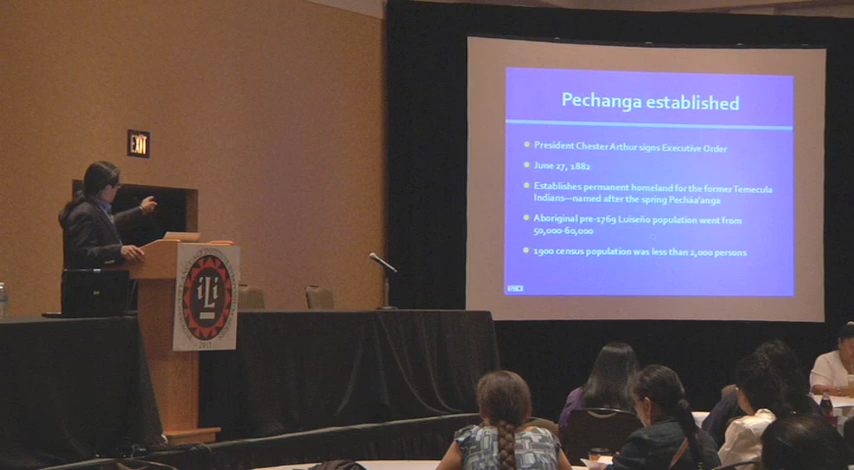 EXIT
Pechanga established
President Chester Arthur signs Executive Order
June 27, 1882
Establishes permanent homeland for the former Temecula
Indians—named after the spring Pecháa'anga
Aboriginal pre-1769 Luiseño population went from
50,000-60,000
1900 census population was less than 2,000 persons
iLi